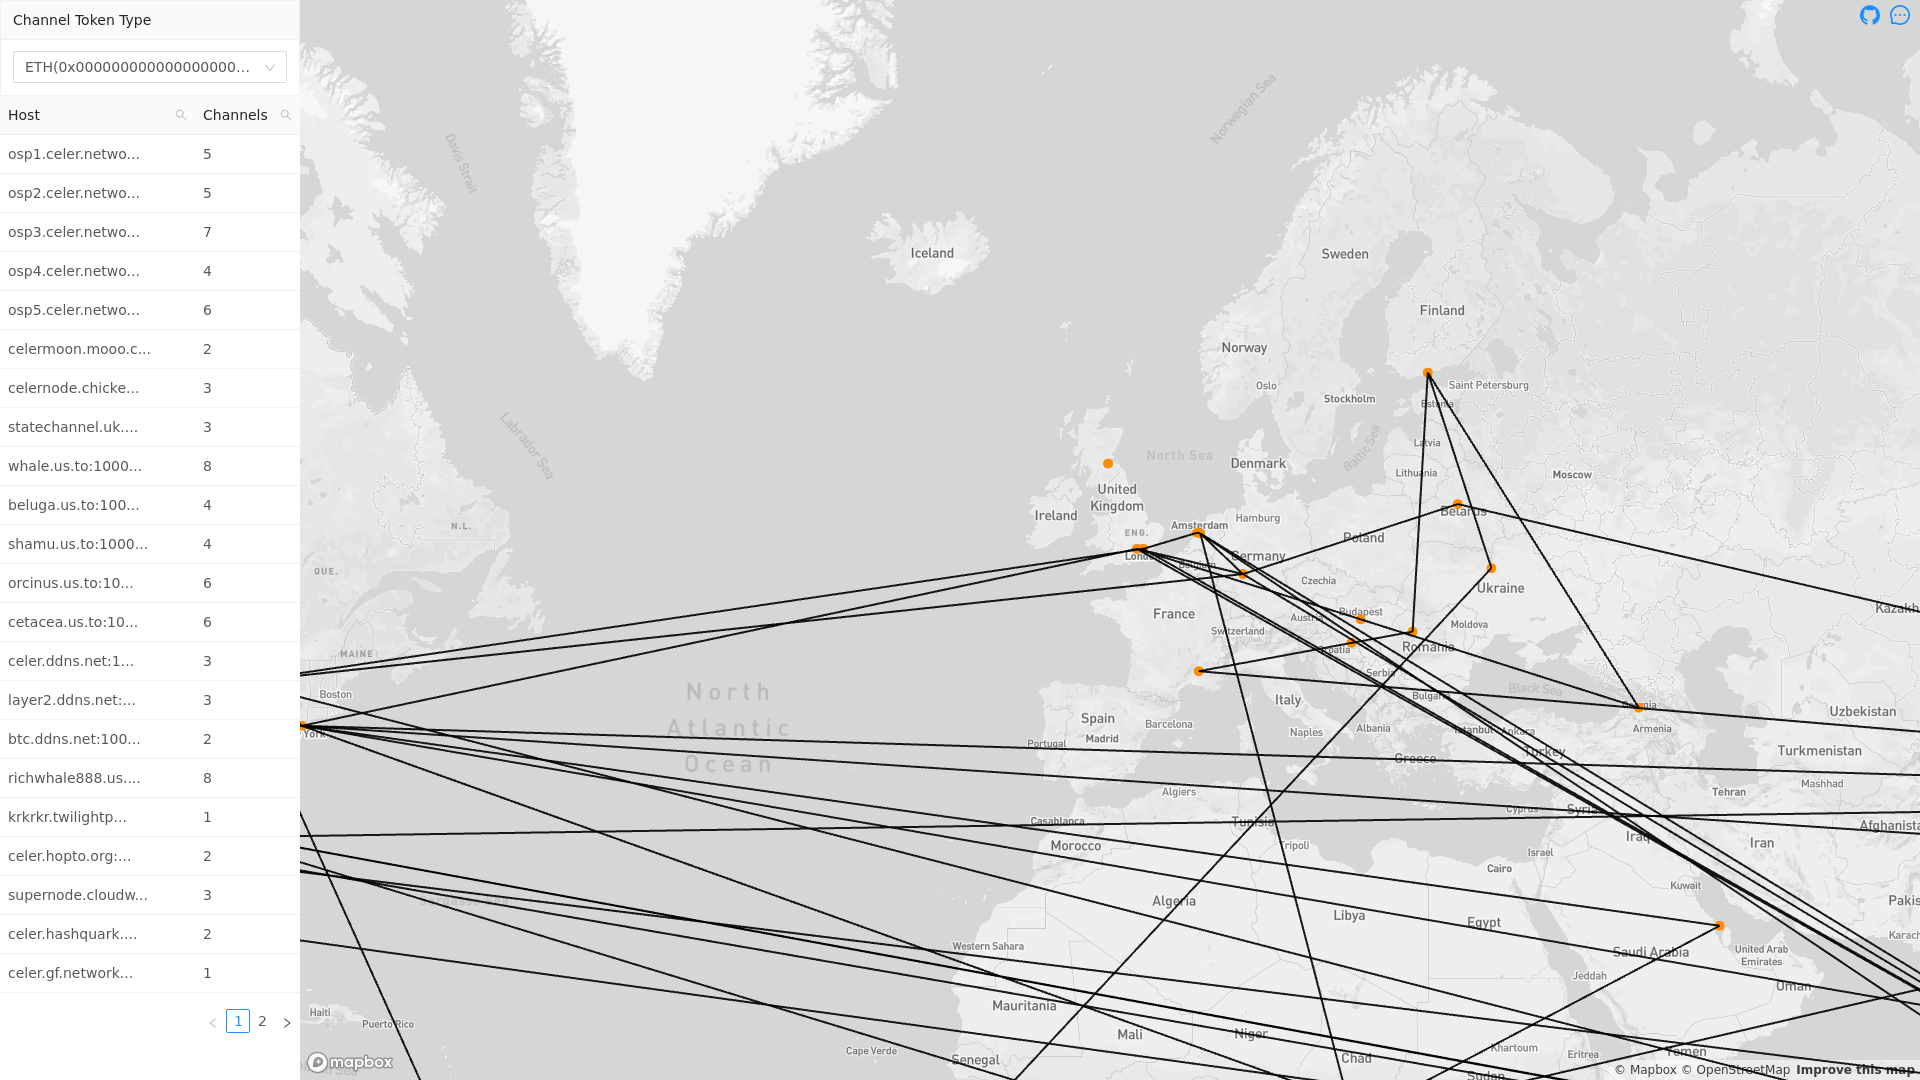 Channel Token Type
ETH(0x000000000000000000...
Host Channels
osp1.celer.netwo... 5
osp2.celer.netwo... 5
osp3.celer.netwo... 7
osp4.celer.netwo... 4
osp5.celer.netwo... 6
celermoon.mooo.c... 2
celernode.chicke... 3
statechannel.uk.... 3
whale.us.to:1000... 8
beluga.us.to:100... 4
shamu.us.to:1000... 4
orcinus.us.to:10... 6
cetacea.us.to:10... 6
celer.ddns.net:1... 3
layer2.ddns.net:... 3
btc.ddns.net:100... 2
richwhale888.us.... 8
krkrkr.twilightp... 1
celer.hopto.org:... 2
supernode.cloudw... 3
celer.hashquark.... 2
celer.gf.network... 1
1 2
Norwegian Sea
Davis Strait
Iceland
Sweden
Finland
Norway
Oslo
Saint Petersburg
Stockholm
Estonia
Labrador Sea
Baltic Sea
Latvia
North Sea
Denmark
Lithuania
Moscow
United
Kingdom
Ireland
Belarus
Hamburg
Amsterdam
N.L.
ENG.
Poland
London
Germany
Belgium
QUE.
Czechia
Ukraine
Kazakh
France
Budapest
Austria
Moldova
Switzerland
Romania
Croatia
MAINE
Serbia
Black Sea
Boston
North
Atlantic
Ocean
Italy
Bulgaria
Georgia
Uzbekistan
Spain
Barcelona
Albania
Naples
Istanbul
Ankara
Armenia
York
Madrid
Portugal
Turkey
Turkmenistan
Greece
Mashhad
Algiers
Tehran
Cyprus
Syria
Casablanca
Tunisia
Afghanista
Iraq
Morocco
Tripoli
Israel
Iran
Cairo
Kuwait
Sargasso Sea
Algeria
Libya
Egypt
Pakis
Karach
Western Sahara
Saudi Arabia
United Arab
Emirates
Jeddah
Oman
Mauritania
Haiti
Puerto Rico
Mali
Niger
Cape Verde
Senegal
Chad
Khartoum
Eritrea
Yemen
Sudan
mapbox
© Mapbox © OpenStreetMap Improve this map